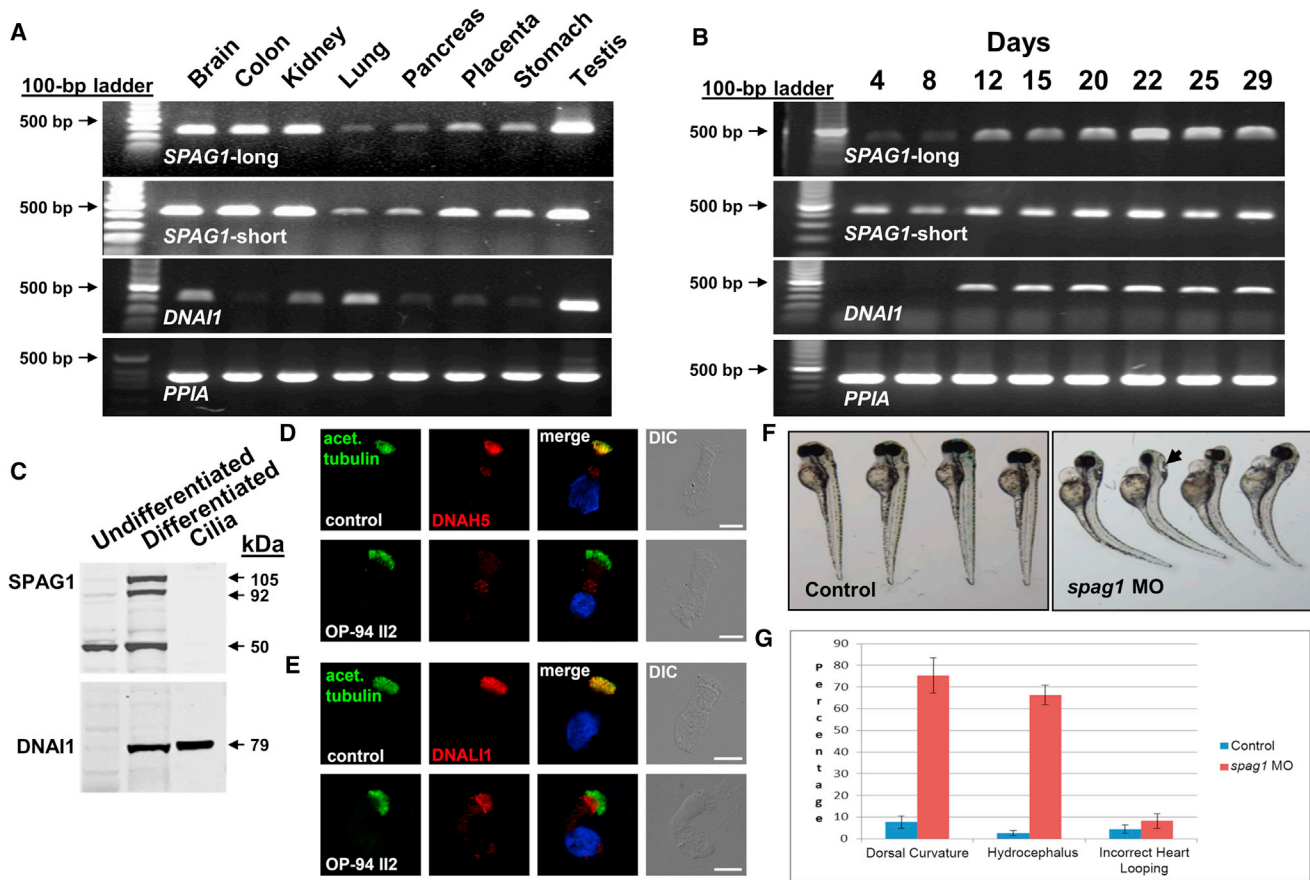 A
Brain
Colon
Kidney
Lung
Pancreas
Placenta
Stomach
Testis
100-bp ladder
500 bp
SPAG1-long
500 bp
SPAG1-short
500 bp
DNAI1
500 bp
PPIA
B
Days
100-bp ladder
4 8 12 15 20 22 25 29
500 bp
SPAG1-long
500 bp
SPAG1-short
500 bp
DNAI1
500 bp
PPIA
C
Undifferentiated
Differentiated
Cilia
kDa
SPAG1
105
92
50
DNAI1
79
D
acet. tubulin
merge
DIC
control
DNAH5
OP-94 II2
E
acet. tubulin
merge
DIC
control
DNALI1
OP-94 II2
F
Control
spag1 MO
G
Percentage
90
80
70
60
50
40
30
20
10
0
Dorsal Curvature
Hydrocephalus
Incorrect Heart
Looping
Control
spag1 MO